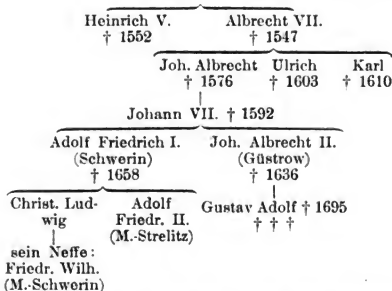 Heinrich V. Albrecht VII.
† 1552 † 1547
Joh. Albrecht Ulrich Karl
† 1576 † 1603 † 1610
Johann VII. † 1592
Adolf Friedrich I. Joh. Albrecht II.
(Schwerin) (Güstrow)
† 1658 † 1636
Christ. Lud- Adolf Gustav Adolf † 1695
wig Friedr. II. † † †
(M.-Strelitz)
sein Neffe:
Friedr. Wilh.
(M.-Schwerin)